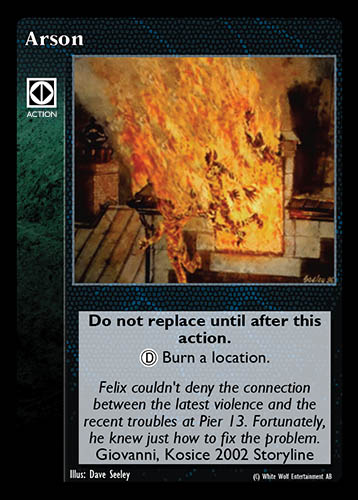 Arson
ACTION
Seeley
Do not replace until after this
action.
Ⓓ Burn a location.
Felix couldn't deny the connection
between the latest violence and the
recent troubles at Pier 13. Fortunately,
he knew just how to fix the problem.
Giovanni, Kosice 2002 Storyline
Illus: Dave Seeley
(C) White Wolf Entertainment AB